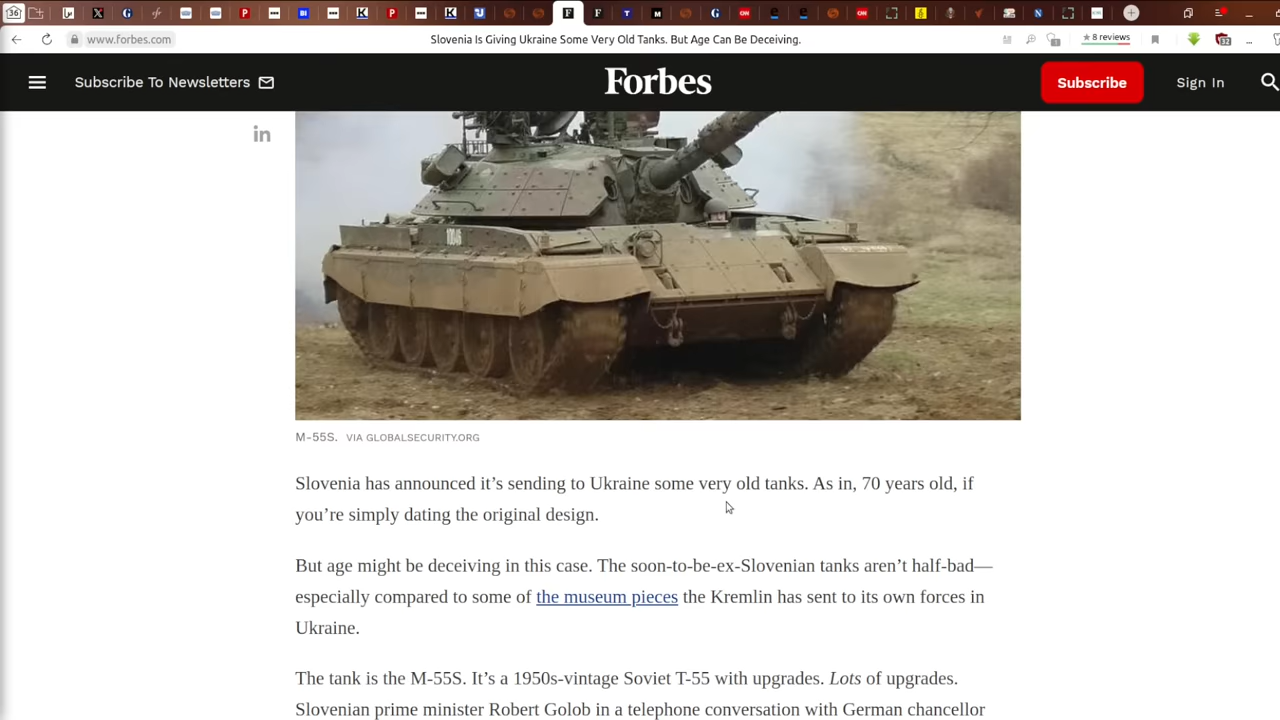 36
www.forbes.com
Slovenia Is Giving Ukraine Some Very Old Tanks. But Age Can Be Deceiving.
★ 8 reviews
32
Subscribe To Newsletters
Forbes
Subscribe
Sign In
in
10046
M-55S. VIA GLOBALSECURITY.ORG
Slovenia has announced it’s sending to Ukraine some very old tanks. As in, 70 years old, if
you’re simply dating the original design.
But age might be deceiving in this case. The soon-to-be-ex-Slovenian tanks aren’t half-bad—
especially compared to some of the museum pieces the Kremlin has sent to its own forces in
Ukraine.
The tank is the M-55S. It’s a 1950s-vintage Soviet T-55 with upgrades. Lots of upgrades.
Slovenian prime minister Robert Golob in a telephone conversation with German chancellor